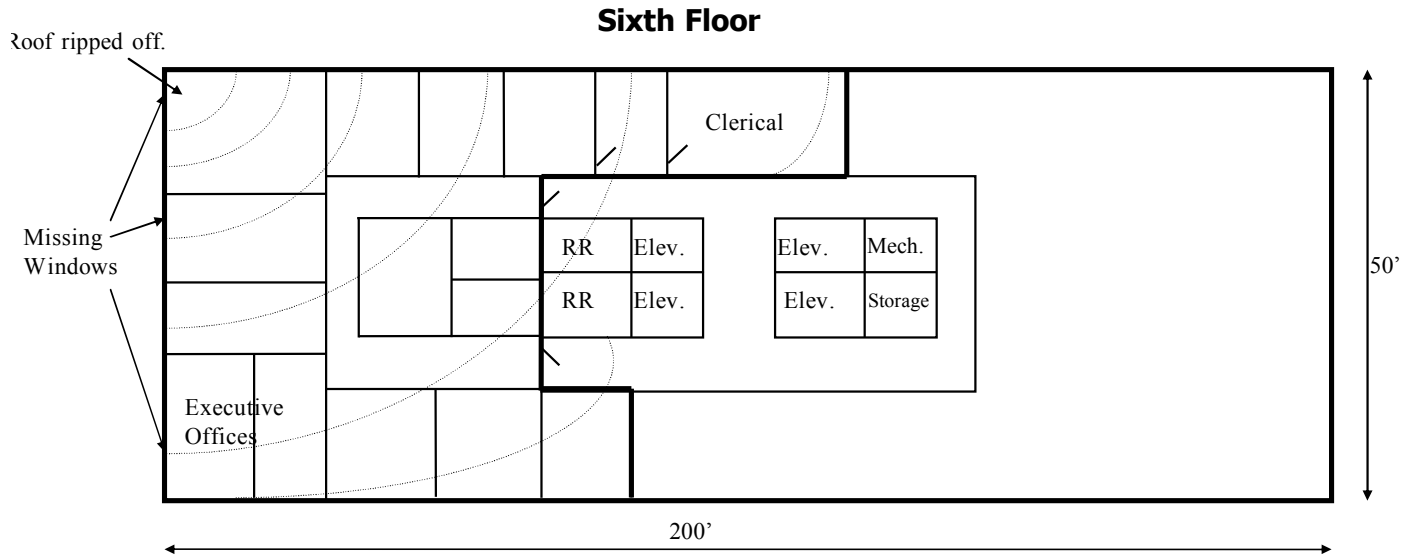 Sixth Floor
Roof ripped off.
Clerical
Missing
Windows
RR
Elev.
Elev.
Mech.
50’
RR
Elev.
Elev.
Storage
Executive
Offices
200’